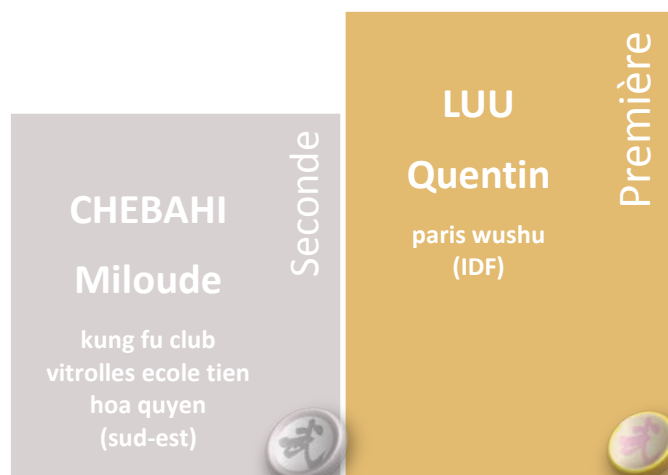 CHEBAHI
Miloude
kung fu club
vitrolles ecole tien
hoa quyen
(sud-est)
Seconde
LUU
Quentin
paris wushu
(IDF)
Première